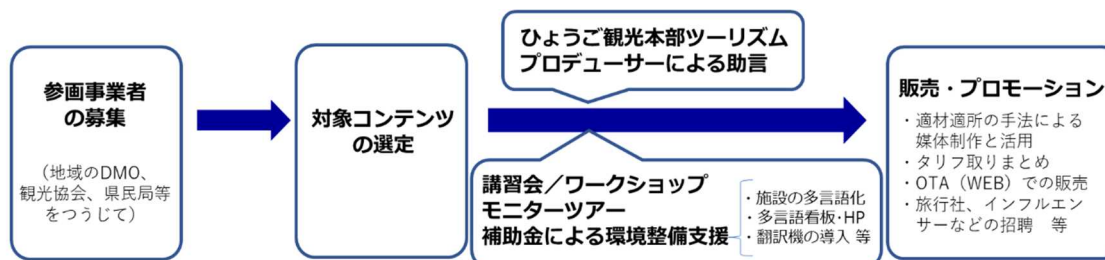 参画事業者
の募集
（地域のDMO、
観光協会、県民局等
をつうじて）
対象コンテンツ
の選定
ひょうご観光本部ツーリズム
プロデューサーによる助言
講習会／ワークショップ
モニターツアー
補助金による環境整備支援
・施設の多言語化
・多言語看板･HP
・翻訳機の導入 等
販売・プロモーション
・適材適所の手法による
媒体制作と活用
・タリフ取りまとめ
・OTA（WEB）での販売
・旅行社、インフルエン
サーなどの招聘　等